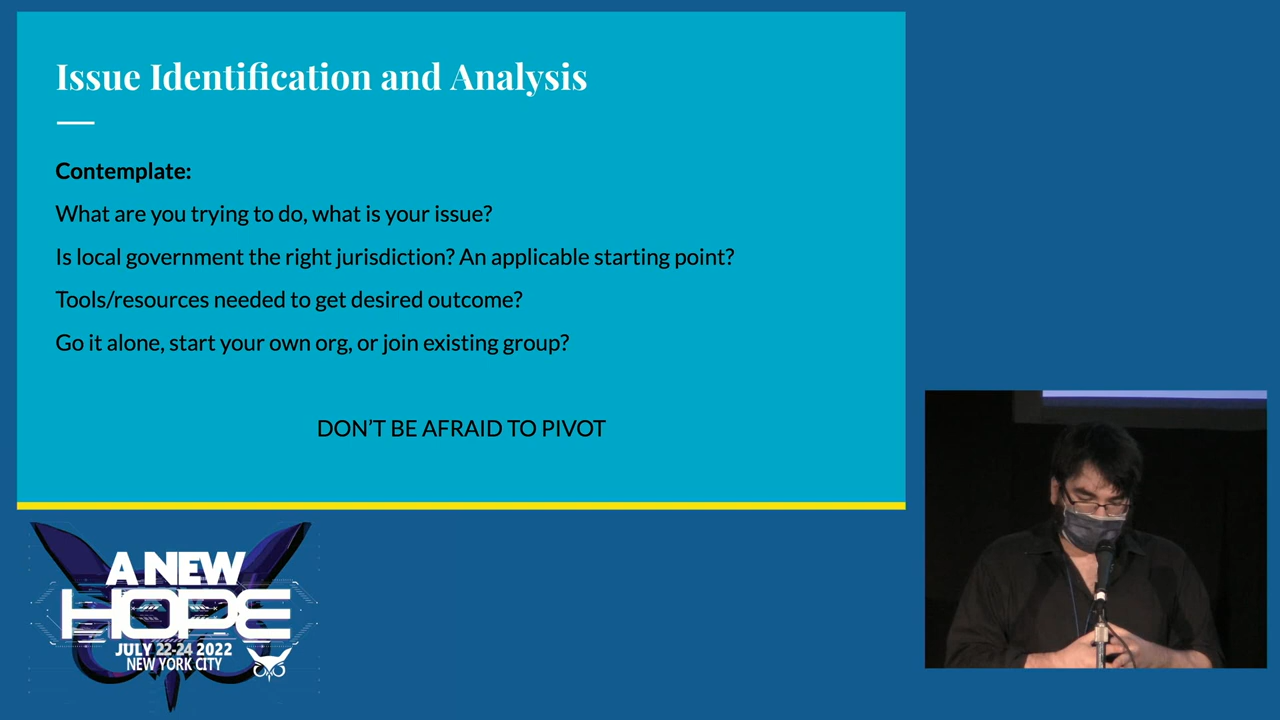 Issue Identification and Analysis
Contemplate:
What are you trying to do, what is your issue?
Is local government the right jurisdiction? An applicable starting point?
Tools/resources needed to get desired outcome?
Go it alone, start your own org, or join existing group?
DON'T BE AFRAID TO PIVOT
A NEW
HOPE
JULY 22-24 2022
NEW YORK CITY